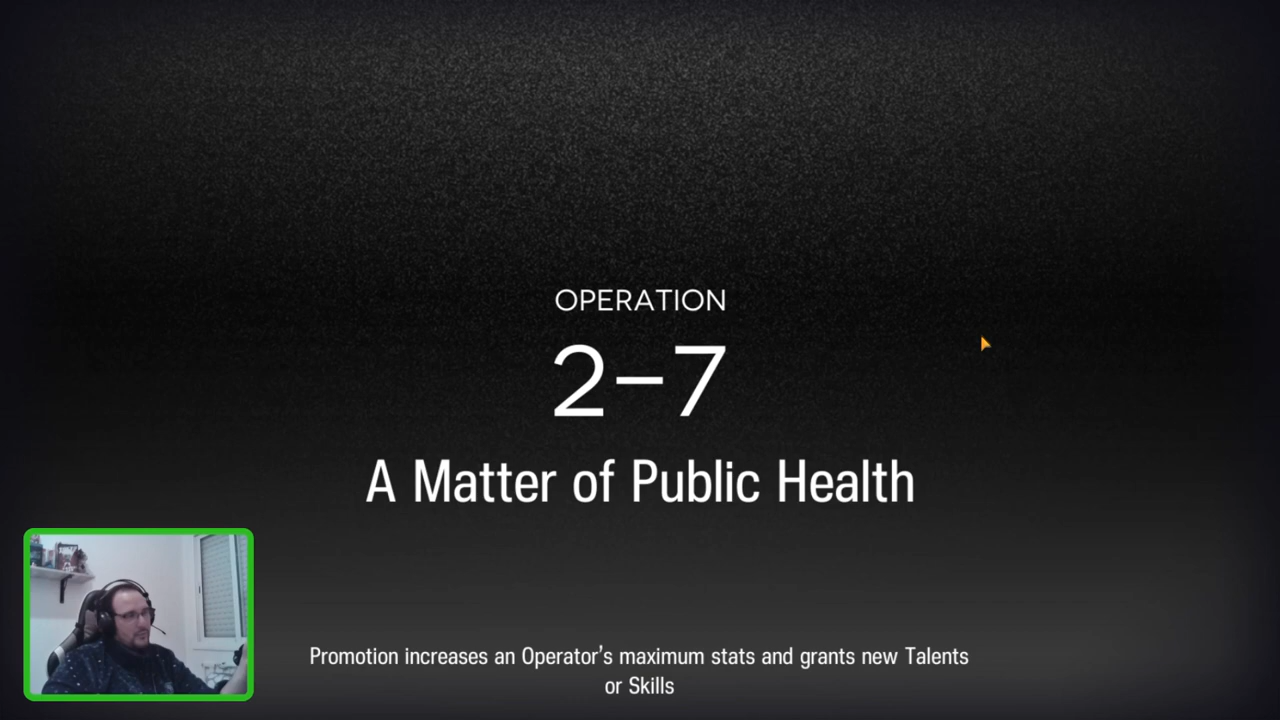 OPERATION
2-7
A Matter of Public Health
Promotion increases an Operator's maximum stats and grants new Talents
or Skills